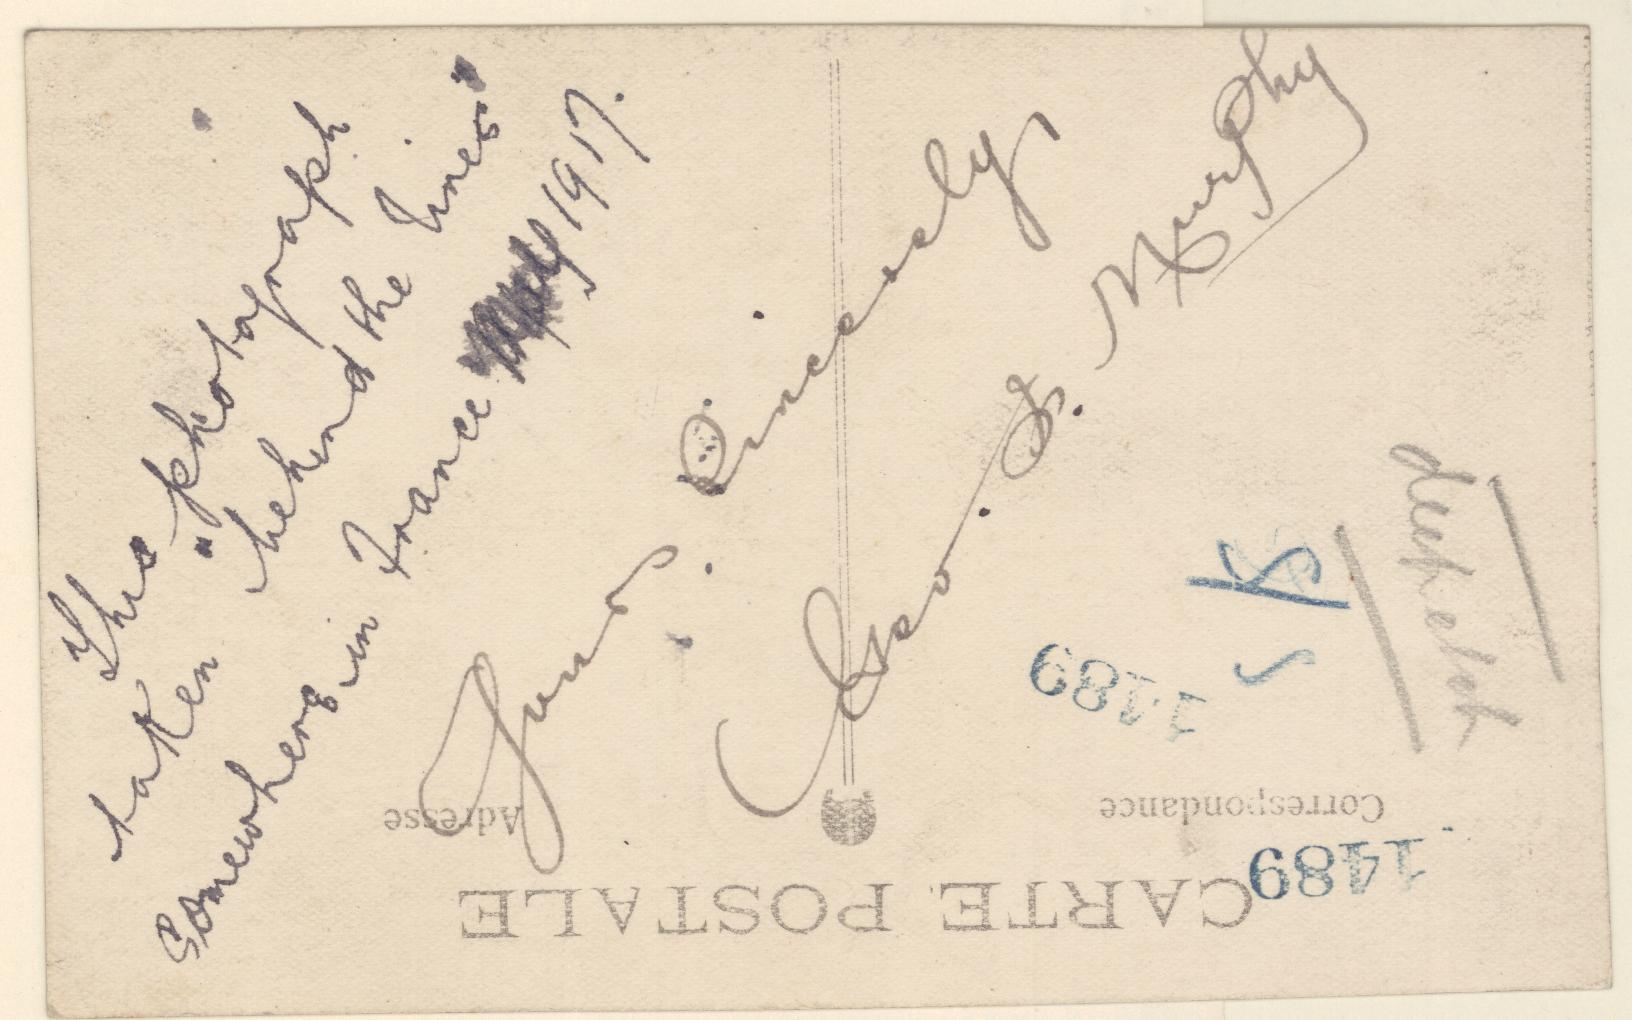 This photograph
taken "behind the lines"
Somewhere in France May 1917.
Yours Sincerely,
Geo. J. Murphy
CARTE POSTALE
Correspondance
Adresse
1489
1489